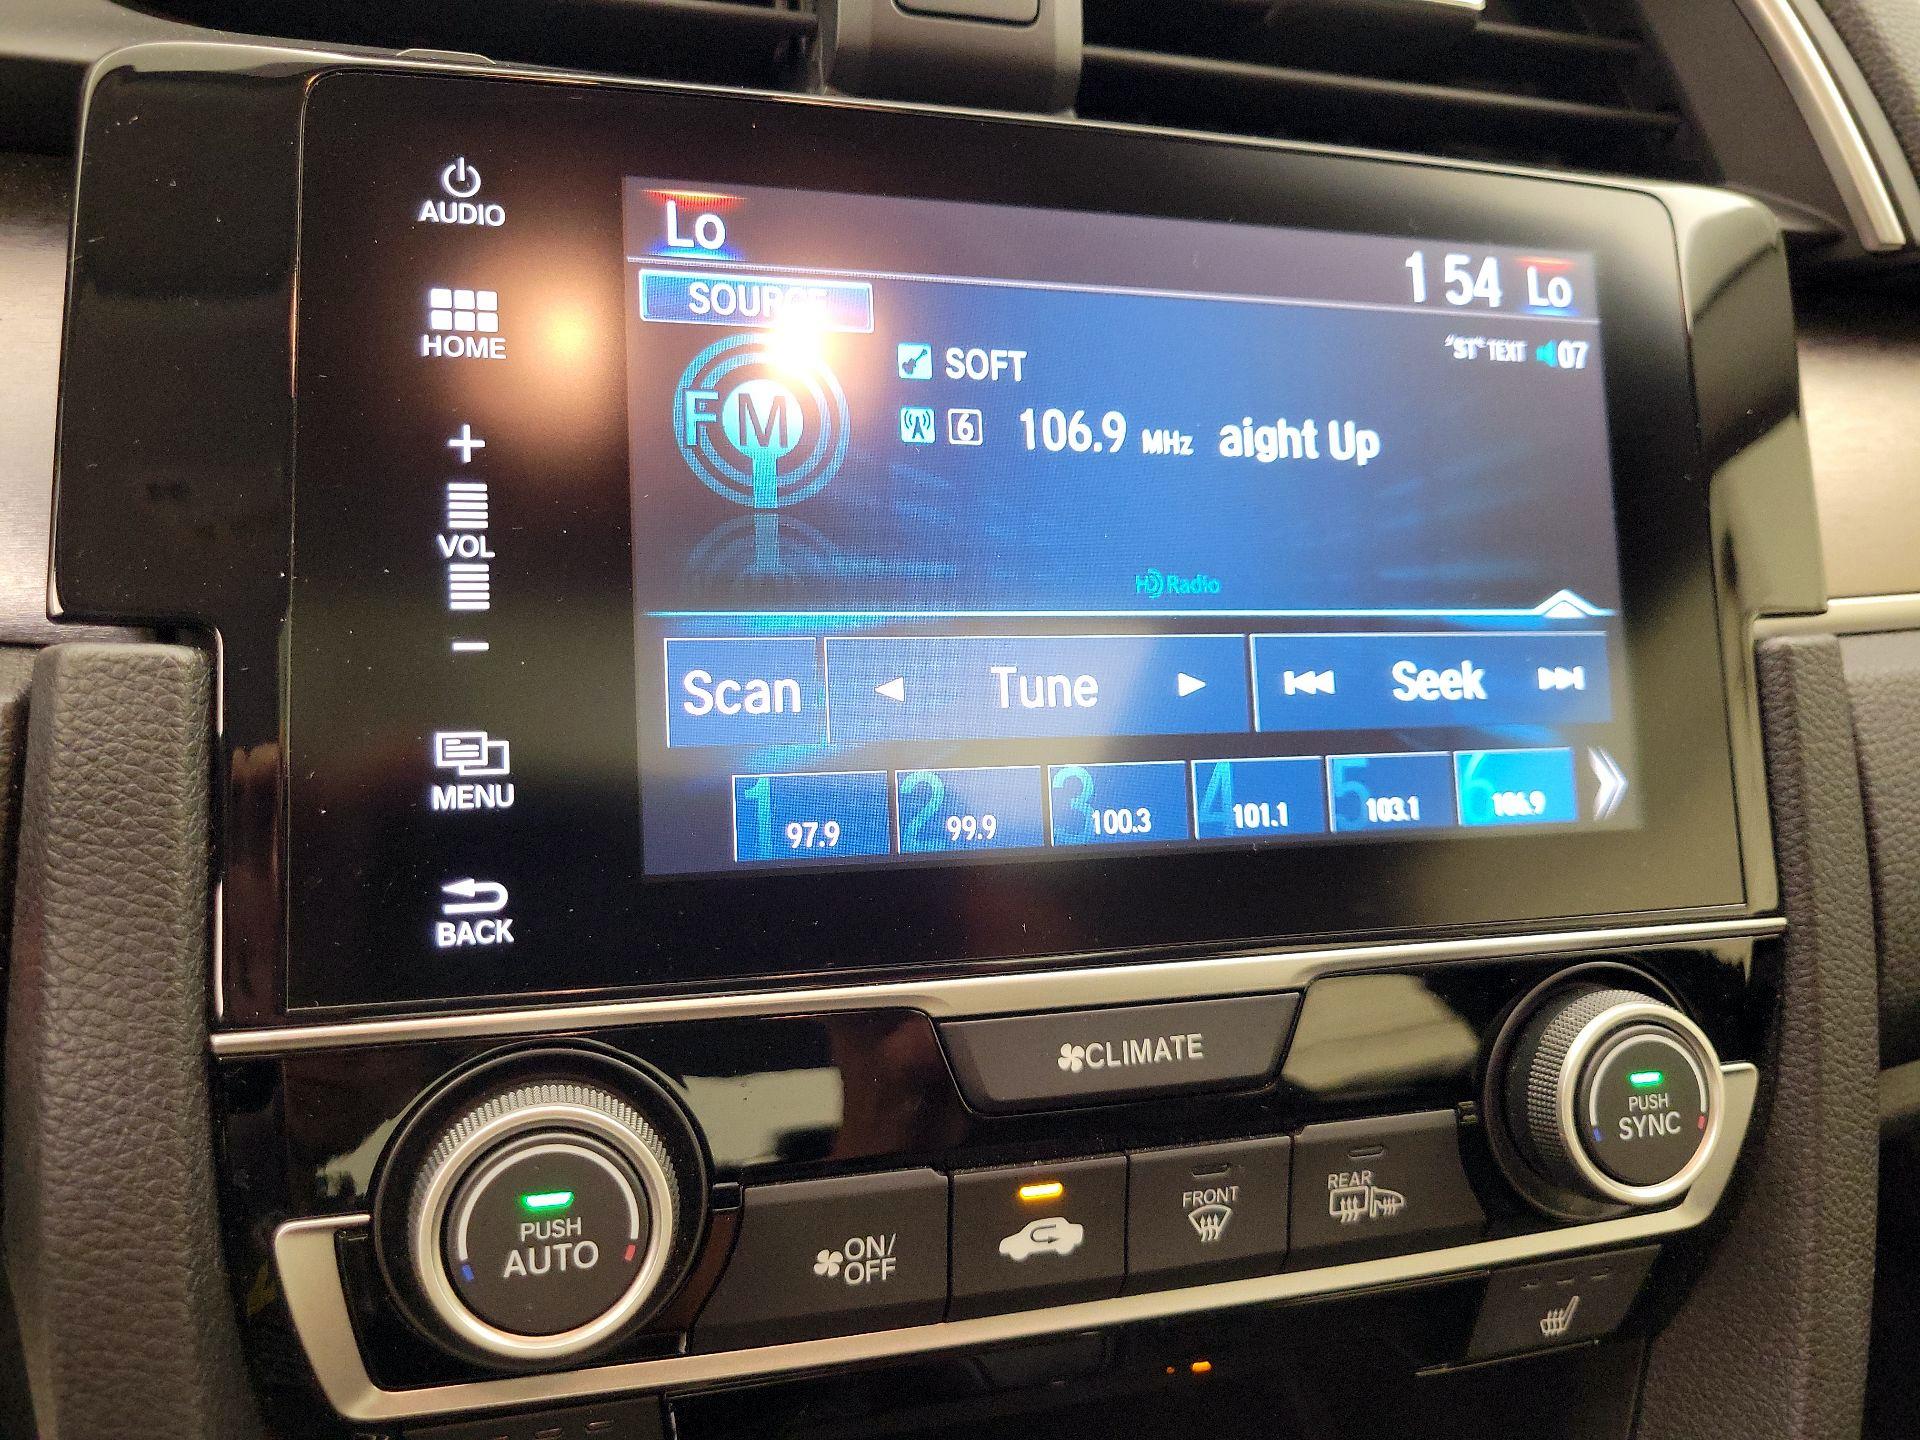 AUDIO
HOME
+
VOL
−
MENU
BACK
Lo
1 54 Lo
SOURCE
"ST" TEXT 07
FM
SOFT
6 106.9 MHz aight Up
HD Radio
Scan Tune Seek
1 97.9 2 99.9 3 100.3 4 101.1 5 103.1 6 106.9
CLIMATE
PUSH
AUTO
ON/
OFF
FRONT
REAR
PUSH
SYNC